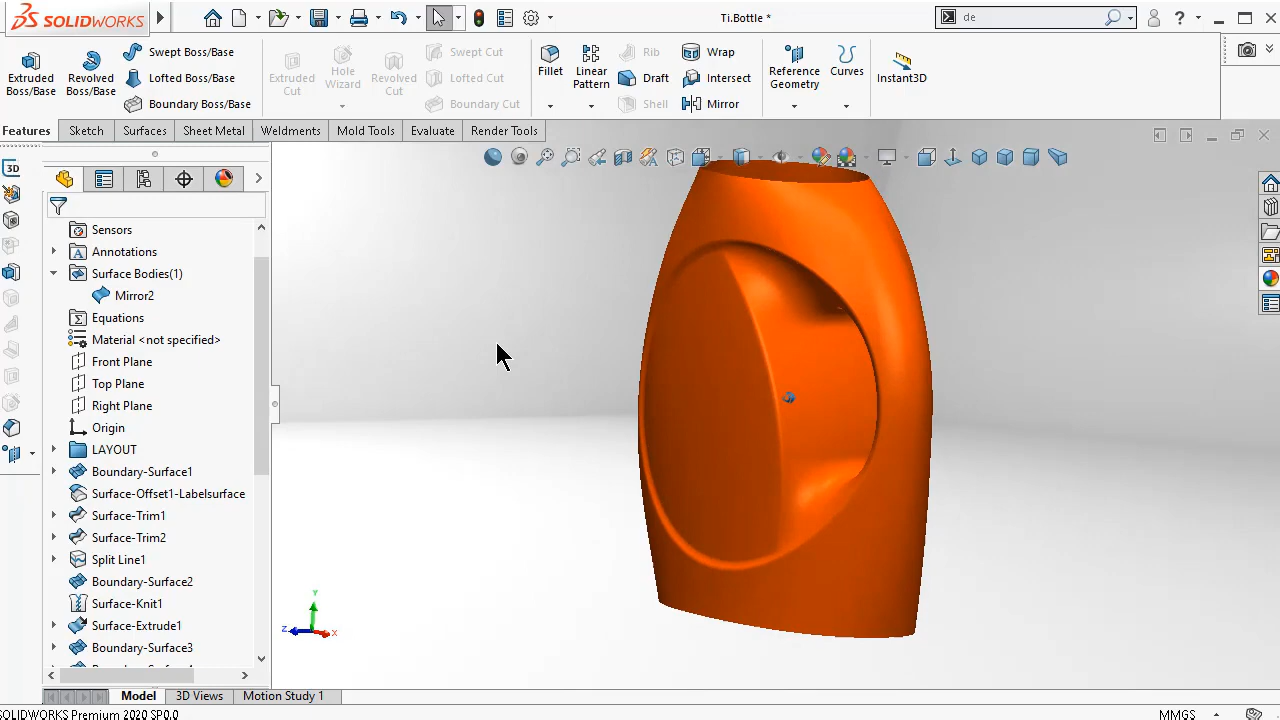 SOLIDWORKS
Ti.Bottle *
de
Extruded Boss/Base
Revolved Boss/Base
Swept Boss/Base
Lofted Boss/Base
Boundary Boss/Base
Extruded Cut
Hole Wizard
Revolved Cut
Swept Cut
Lofted Cut
Boundary Cut
Fillet
Linear Pattern
Rib
Draft
Shell
Wrap
Intersect
Mirror
Reference Geometry
Curves
Instant3D
Features
Sketch
Surfaces
Sheet Metal
Weldments
Mold Tools
Evaluate
Render Tools
3D
Sensors
Annotations
Surface Bodies(1)
Mirror2
Equations
Material <not specified>
Front Plane
Top Plane
Right Plane
Origin
LAYOUT
Boundary-Surface1
Surface-Offset1-Labelsurface
Surface-Trim1
Surface-Trim2
Split Line1
Boundary-Surface2
Surface-Knit1
Surface-Extrude1
Boundary-Surface3
Y
Z
X
Model
3D Views
Motion Study 1
SOLIDWORKS Premium 2020 SP0.0
MMGS